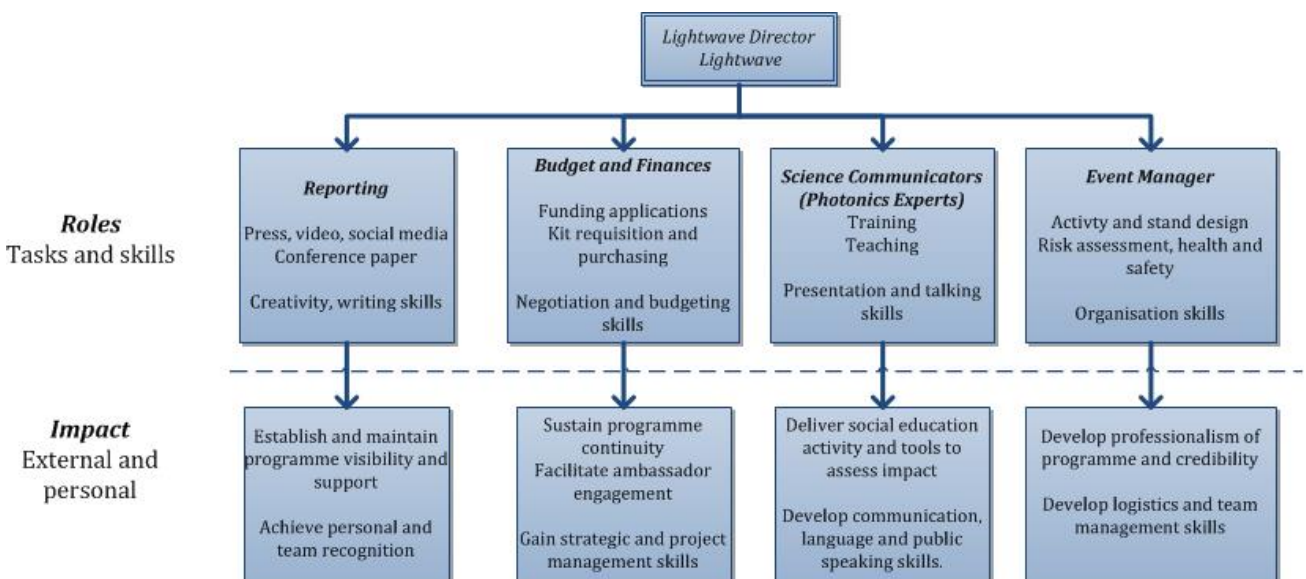 Lightwave Director
Lightwave
Roles
Tasks and skills
Reporting
Press, video, social media
Conference paper
Creativity, writing skills
Budget and Finances
Funding applications
Kit requisition and
purchasing
Negotiation and budgeting
skills
Science Communicators
(Photonics Experts)
Training
Teaching
Presentation and talking
skills
Event Manager
Activty and stand design
Risk assessment, health and
safety
Organisation skills
Impact
External and
personal
Establish and maintain
programme visibility and
support
Achieve personal and
team recognition
Sustain programme
continuity
Facilitate ambassador
engagement
Gain strategic and project
management skills
Deliver social education
activity and tools to
assess impact
Develop communication,
language and public
speaking skills.
Develop professionalism of
programme and credibility
Develop logistics and team
management skills